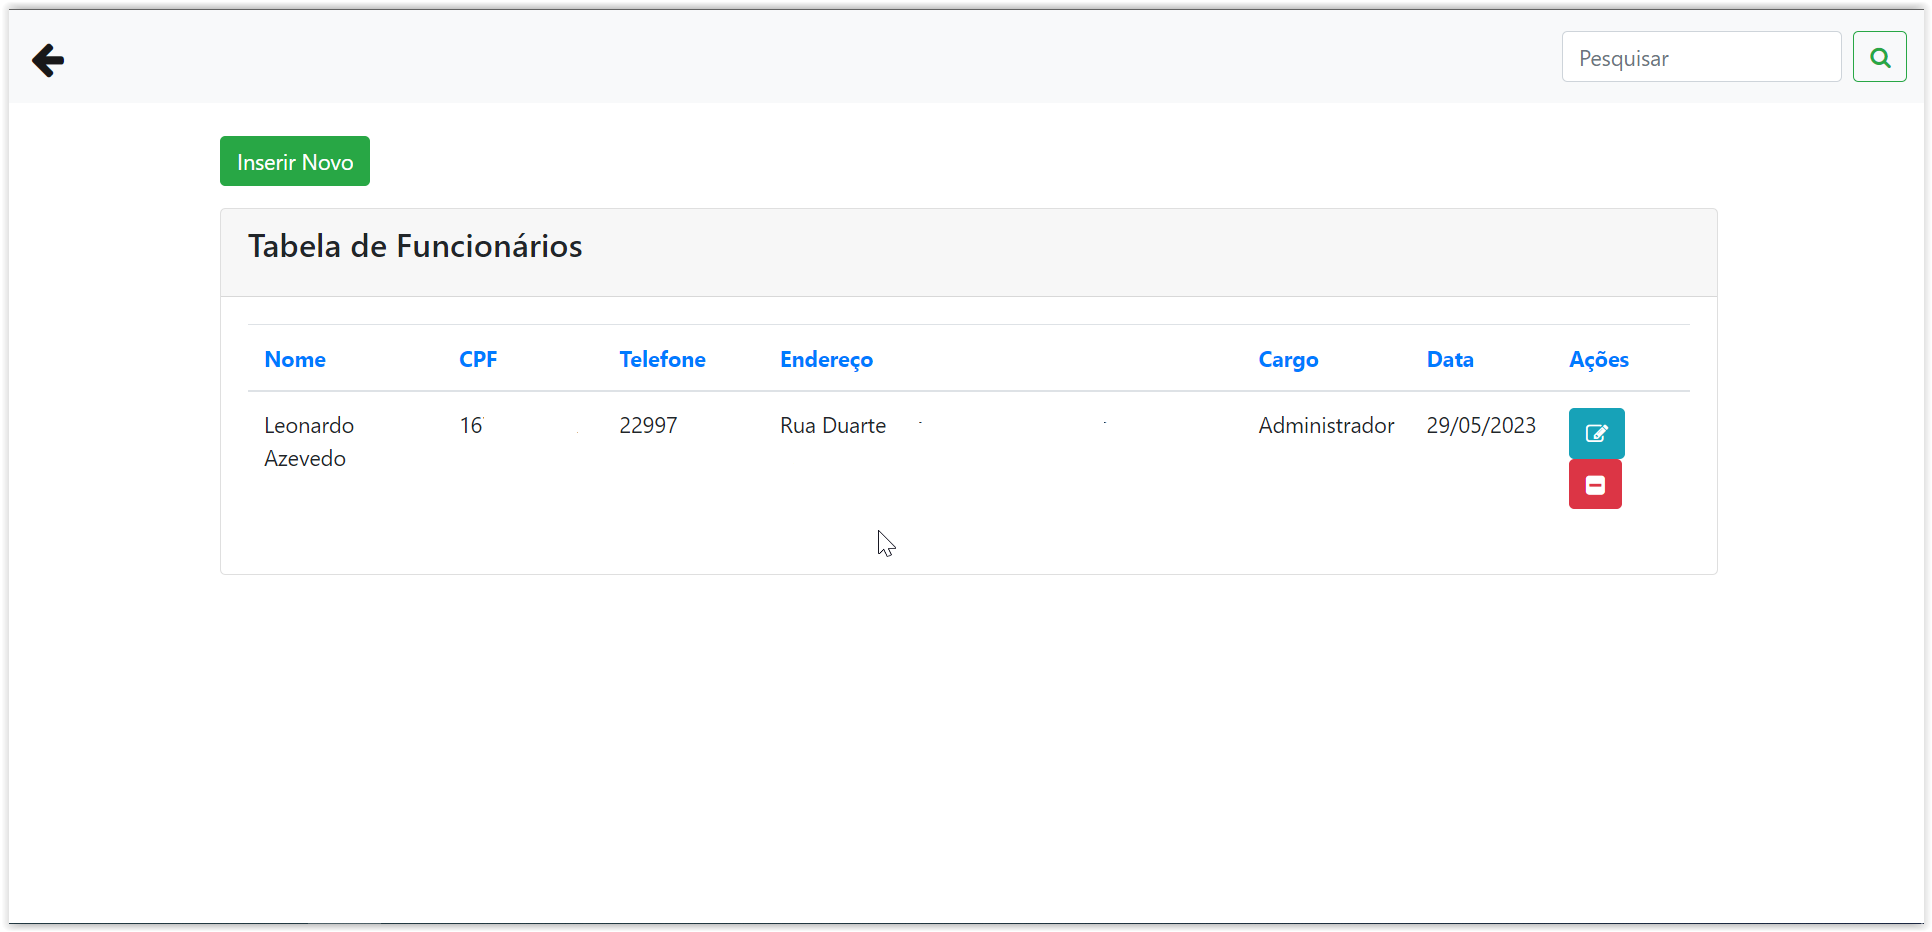 Pesquisar
Inserir Novo
Tabela de Funcionários
Nome CPF Telefone Endereço Cargo Data Ações
Leonardo 16 22997 Rua Duarte Administrador 29/05/2023
Azevedo